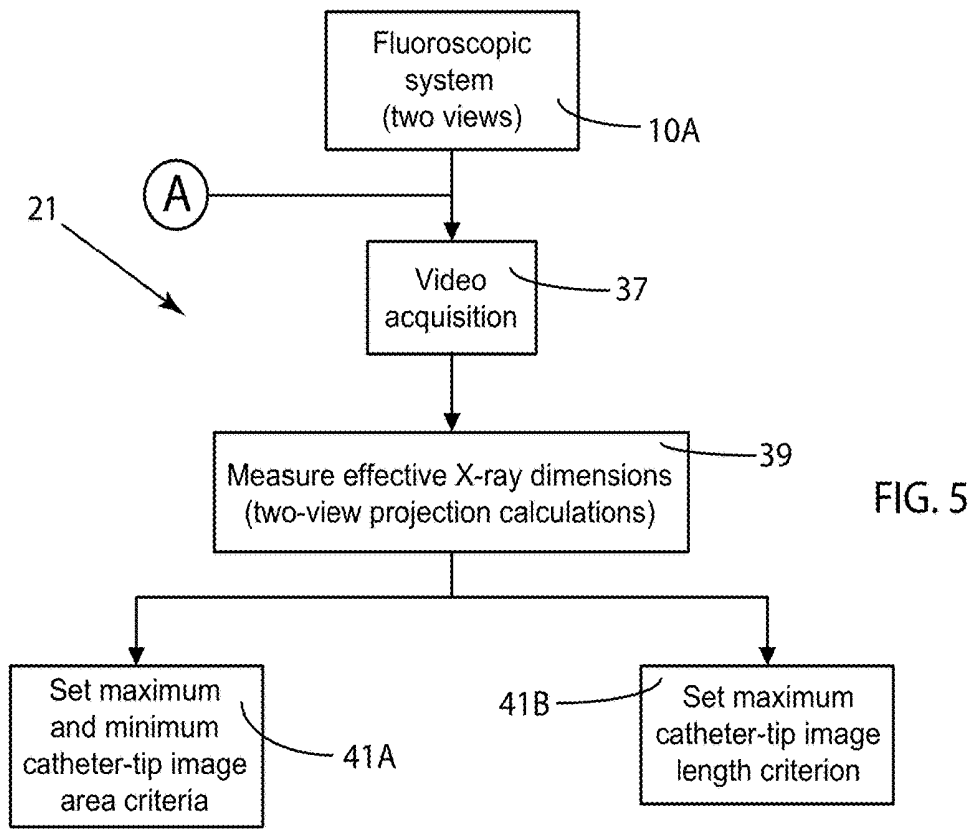 Fluoroscopic
system
(two views)
10A
A
21
Video
acquisition
37
Measure effective X-ray dimensions
(two-view projection calculations)
39
FIG. 5
Set maximum
and minimum
catheter-tip image
area criteria
41A
41B
Set maximum
catheter-tip image
length criterion